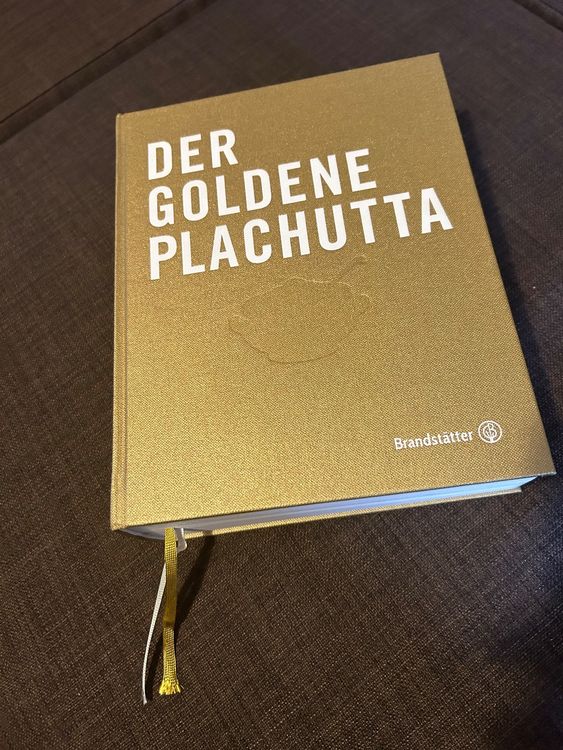 DER
GOLDENE
PLACHUTTA
Brandstätter